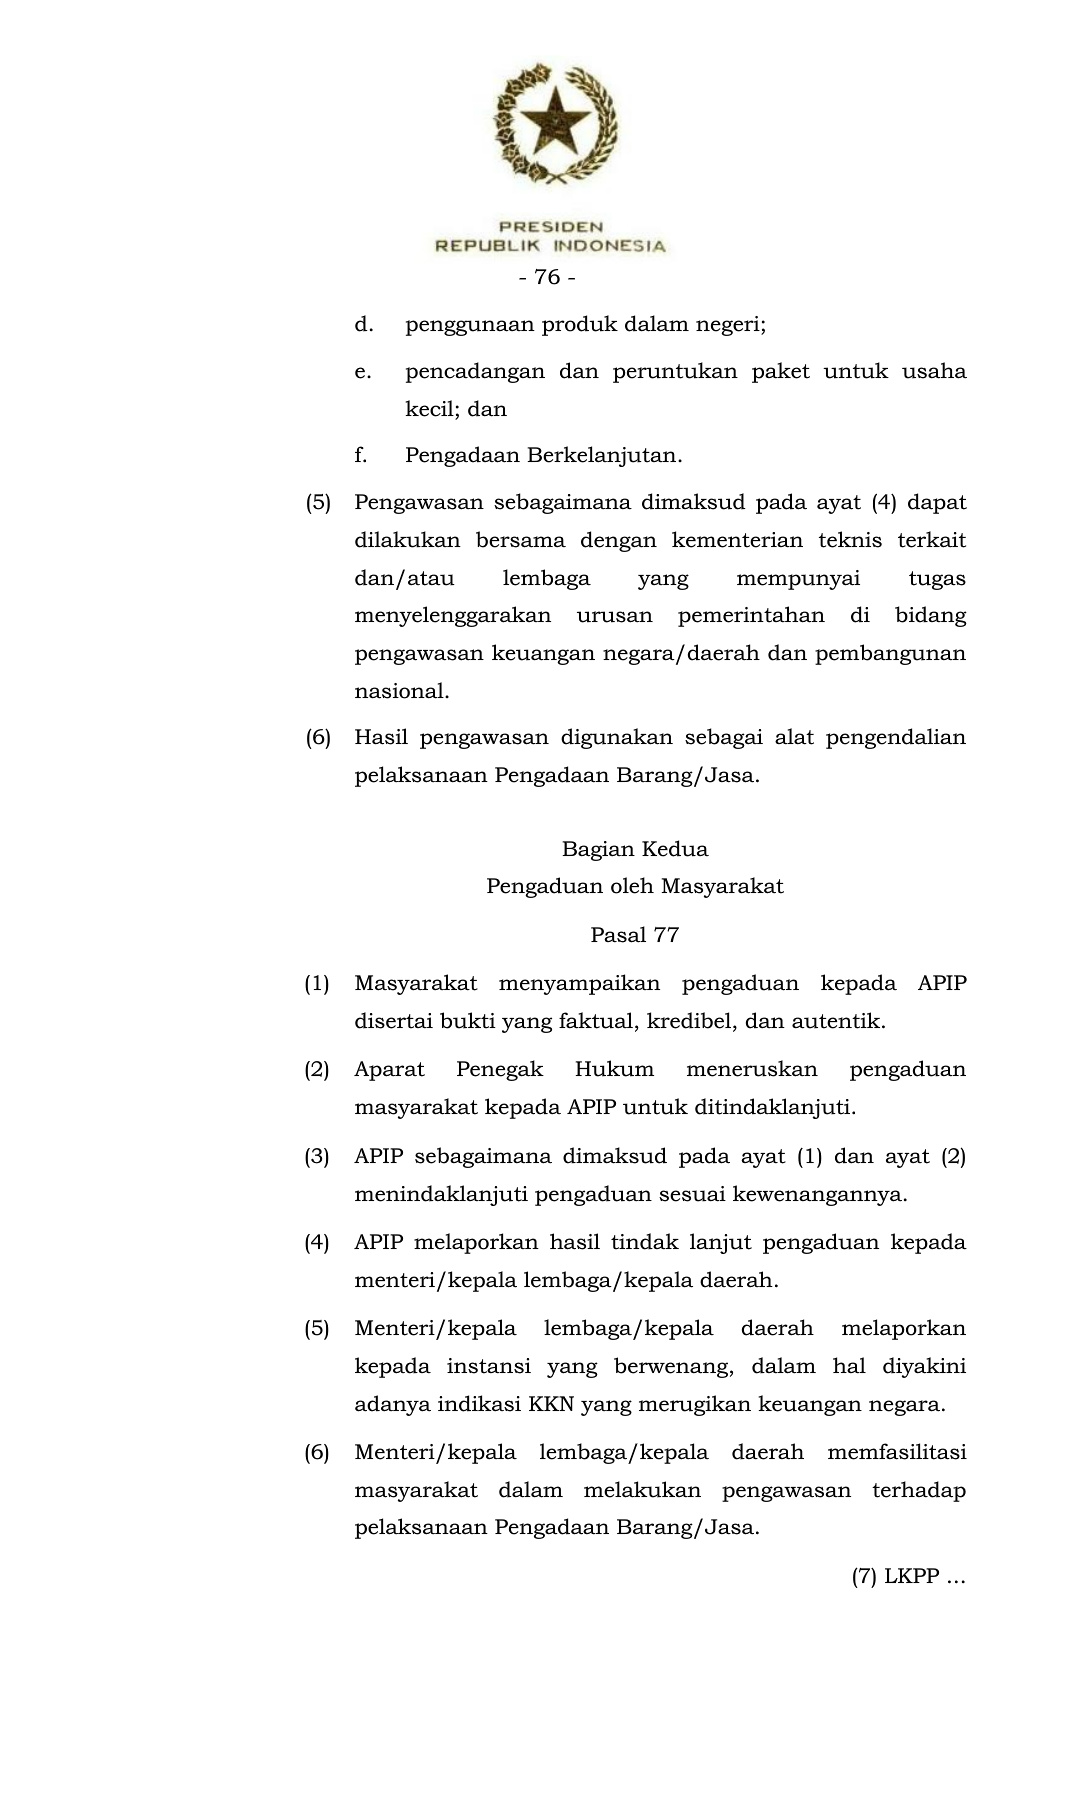 PRESIDEN
REPUBLIK INDONESIA
- 76 -
d. penggunaan produk dalam negeri;
e. pencadangan dan peruntukan paket untuk usaha
kecil; dan
f. Pengadaan Berkelanjutan.
(5) Pengawasan sebagaimana dimaksud pada ayat (4) dapat
dilakukan bersama dengan kementerian teknis terkait
dan/atau lembaga yang mempunyai tugas
menyelenggarakan urusan pemerintahan di bidang
pengawasan keuangan negara/daerah dan pembangunan
nasional.
(6) Hasil pengawasan digunakan sebagai alat pengendalian
pelaksanaan Pengadaan Barang/Jasa.
Bagian Kedua
Pengaduan oleh Masyarakat
Pasal 77
(1) Masyarakat menyampaikan pengaduan kepada APIP
disertai bukti yang faktual, kredibel, dan autentik.
(2) Aparat Penegak Hukum meneruskan pengaduan
masyarakat kepada APIP untuk ditindaklanjuti.
(3) APIP sebagaimana dimaksud pada ayat (1) dan ayat (2)
menindaklanjuti pengaduan sesuai kewenangannya.
(4) APIP melaporkan hasil tindak lanjut pengaduan kepada
menteri/kepala lembaga/kepala daerah.
(5) Menteri/kepala lembaga/kepala daerah melaporkan
kepada instansi yang berwenang, dalam hal diyakini
adanya indikasi KKN yang merugikan keuangan negara.
(6) Menteri/kepala lembaga/kepala daerah memfasilitasi
masyarakat dalam melakukan pengawasan terhadap
pelaksanaan Pengadaan Barang/Jasa.
(7) LKPP ...